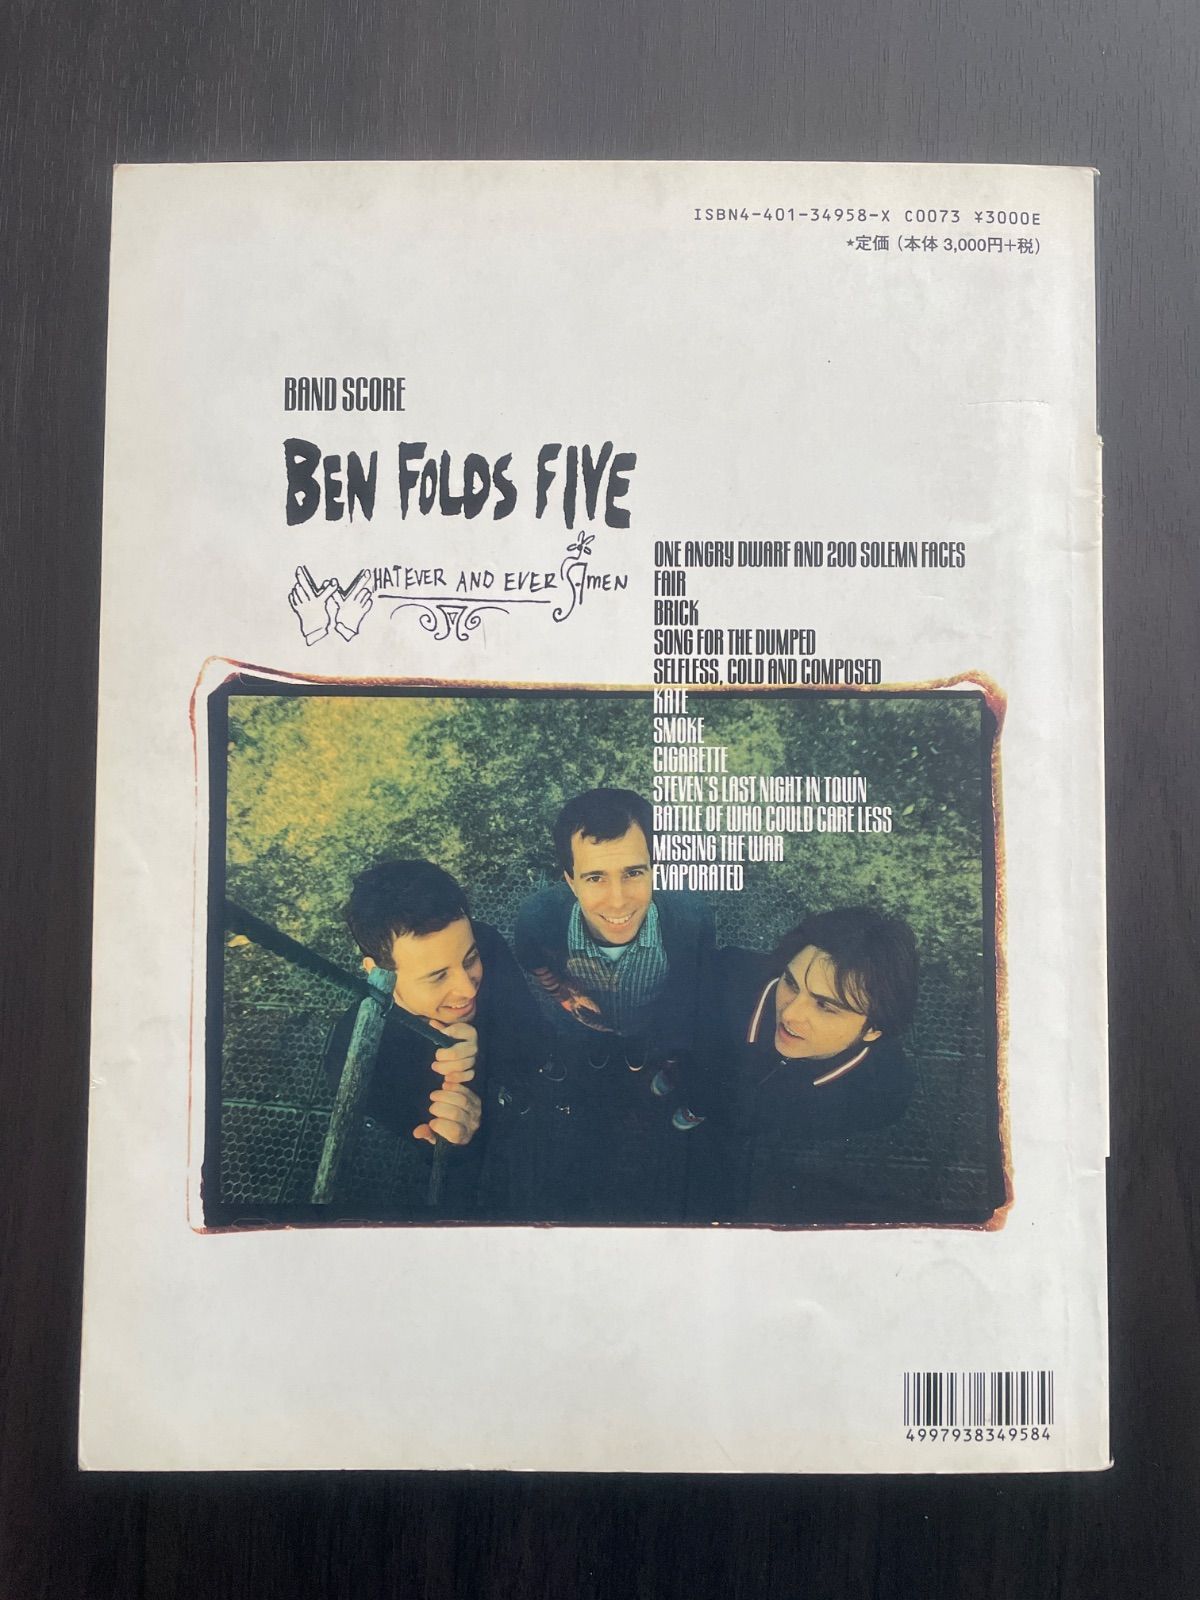 ISBN4-401-34958-X C0073 ¥3000E
★定価（本体 3,000円+税）
BAND SCORE
BEN FOLDS FIVE
WHATEVER AND EVER AMEN
ONE ANGRY DWARF AND 200 SOLEMN FACES
FAIR
BRICK
SONG FOR THE DUMPED
SELFLESS, COLD AND COMPOSED
KATE
SMOKE
CIGARETTE
STEVEN'S LAST NIGHT IN TOWN
BATTLE OF WHO COULD CARE LESS
MISSING THE WAR
EVAPORATED
4997938349584